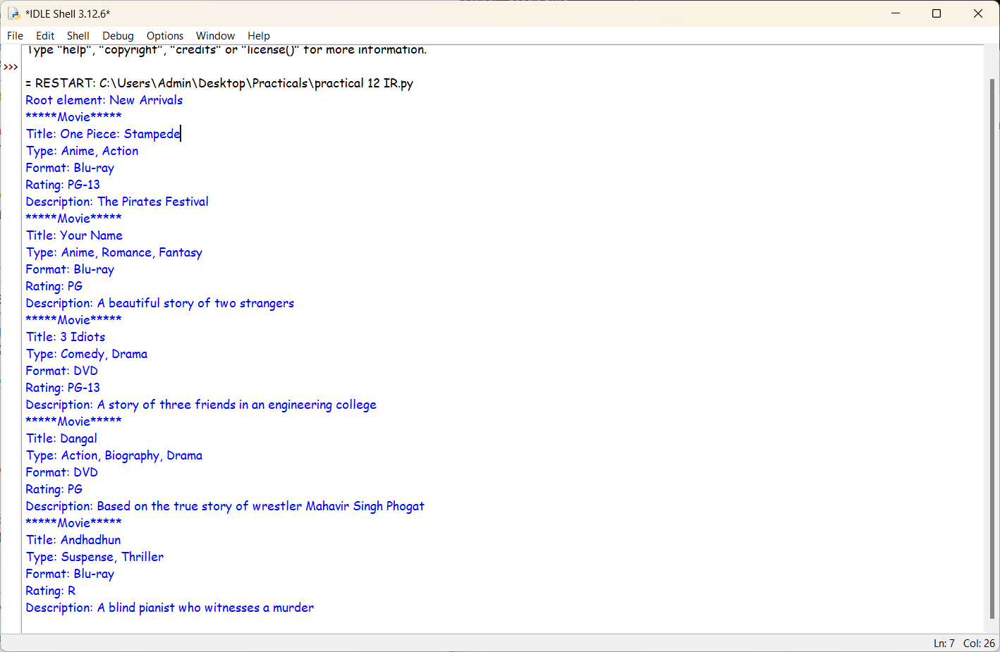 *IDLE Shell 3.12.6*
File Edit Shell Debug Options Window Help
Type "help", "copyright", "credits" or "license()" for more information.
>>>
= RESTART: C:\Users\Admin\Desktop\Practicals\practical 12 IR.py
Root element: New Arrivals
*****Movie*****
Title: One Piece: Stampede
Type: Anime, Action
Format: Blu-ray
Rating: PG-13
Description: The Pirates Festival
*****Movie*****
Title: Your Name
Type: Anime, Romance, Fantasy
Format: Blu-ray
Rating: PG
Description: A beautiful story of two strangers
*****Movie*****
Title: 3 Idiots
Type: Comedy, Drama
Format: DVD
Rating: PG-13
Description: A story of three friends in an engineering college
*****Movie*****
Title: Dangal
Type: Action, Biography, Drama
Format: DVD
Rating: PG
Description: Based on the true story of wrestler Mahavir Singh Phogat
*****Movie*****
Title: Andhadhun
Type: Suspense, Thriller
Format: Blu-ray
Rating: R
Description: A blind pianist who witnesses a murder
Ln: 7 Col: 26